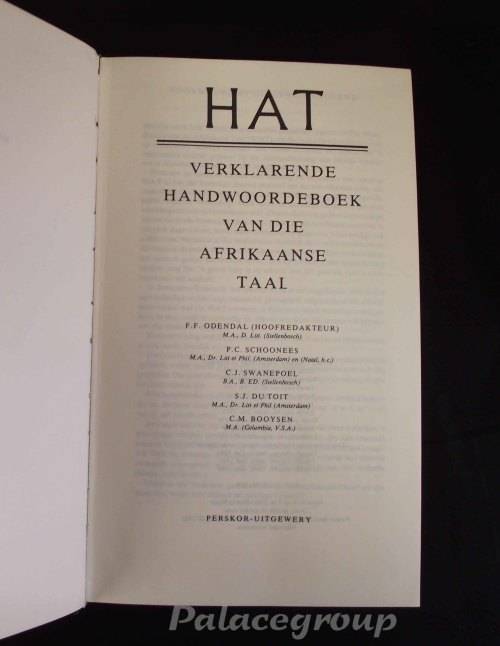 HAT
VERKLARENDE
HANDWOORDEBOEK
VAN DIE
AFRIKAANSE
TAAL
F.F. ODENDAL (HOOFREDAKTEUR)
M.A., D. Litt. (Stellenbosch)
P.C. SCHOONEES
M.A., Dr. Litt et Phil. (Amsterdam) en (Natal, h.c.)
C.J. SWANEPOEL
B.A., B. ED. (Stellenbosch)
S.J. DU TOIT
M.A., Dr. Litt et Phil (Amsterdam)
C.M. BOOYSEN
M.A. (Columbia, V.S.A.)
PERSKOR-UITGEWERY
Palacegroup